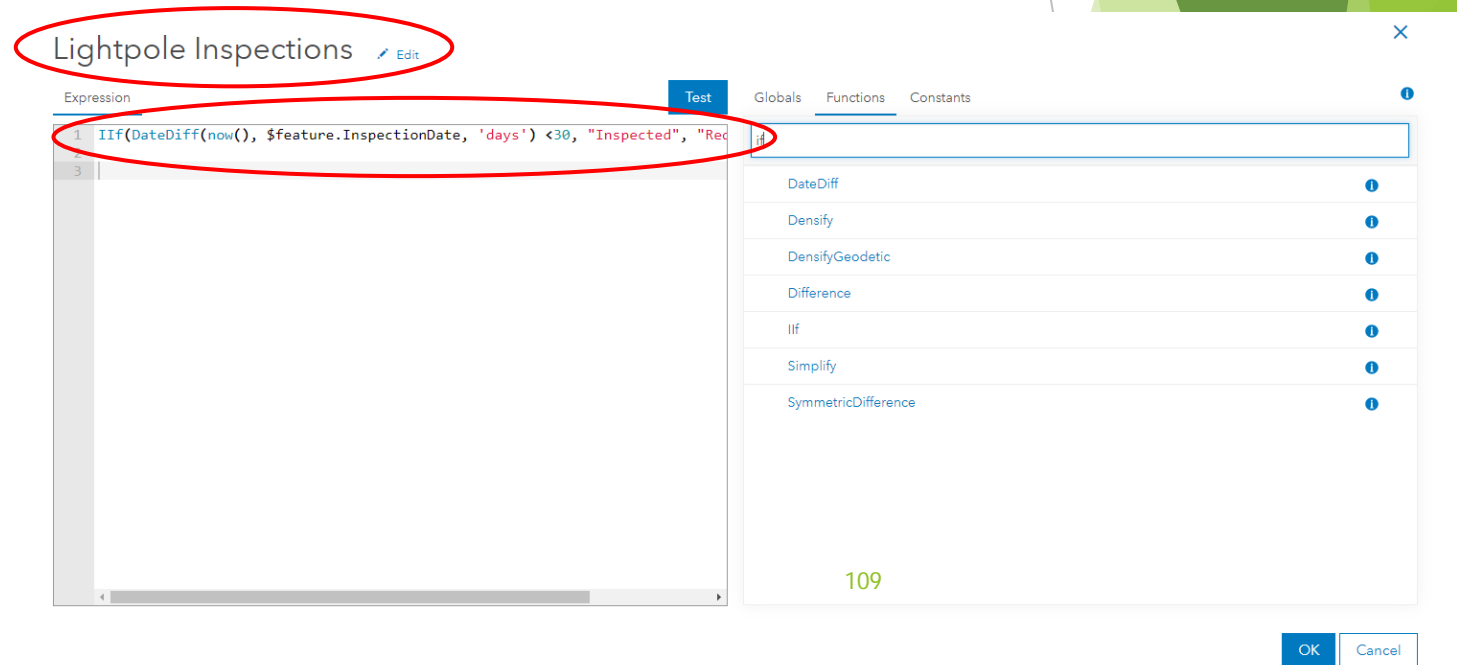 Lightpole Inspections Edit
Expression Test Globals Functions Constants
1 IIf(DateDiff(now(), $feature.InspectionDate, 'days') <30, "Inspected", "Rec
if
2
3
DateDiff
Densify
DensifyGeodetic
Difference
IIf
Simplify
SymmetricDifference
109
OK Cancel